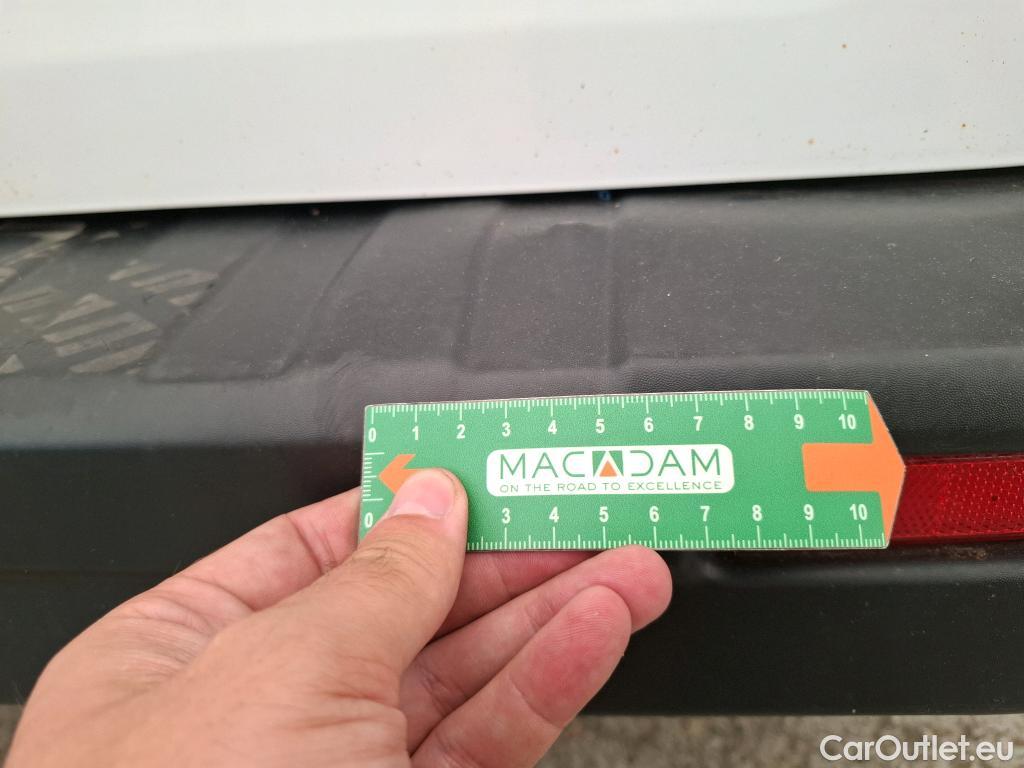 0 1 2 3 4 5 6 7 8 9 10
MACADAM
ON THE ROAD TO EXCELLENCE
0 3 4 5 6 7 8 9 10
CarOutlet.eu